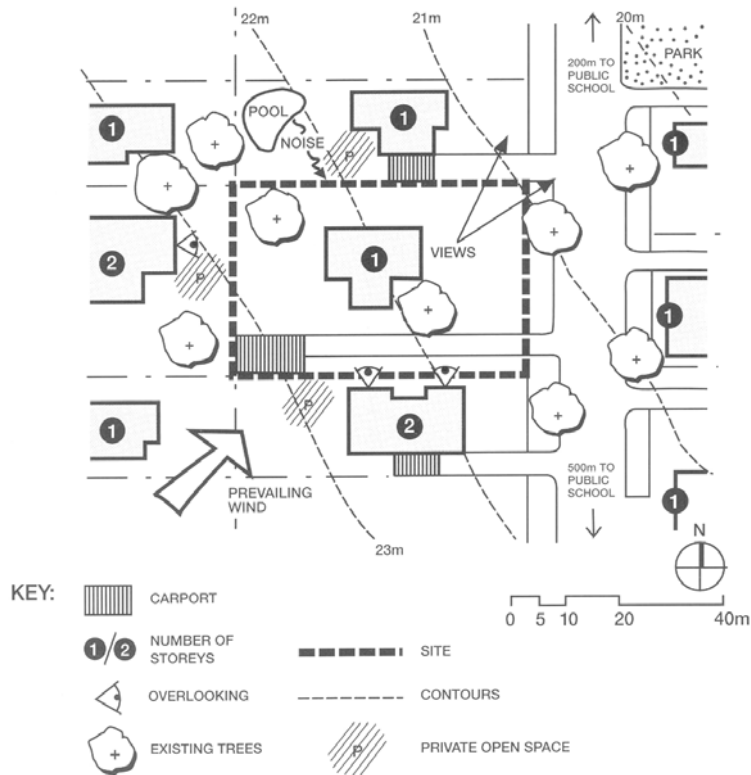 22m
21m
20m
PARK
200m TO
PUBLIC
SCHOOL
POOL
NOISE
1
1
1
P
VIEWS
2
P
1
1
P
2
1
PREVAILING
WIND
500m TO
PUBLIC
SCHOOL
1
23m
N
KEY:
CARPORT
0 5 10 20 40m
1/2 NUMBER OF
STOREYS
SITE
OVERLOOKING
CONTOURS
EXISTING TREES
P
PRIVATE OPEN SPACE